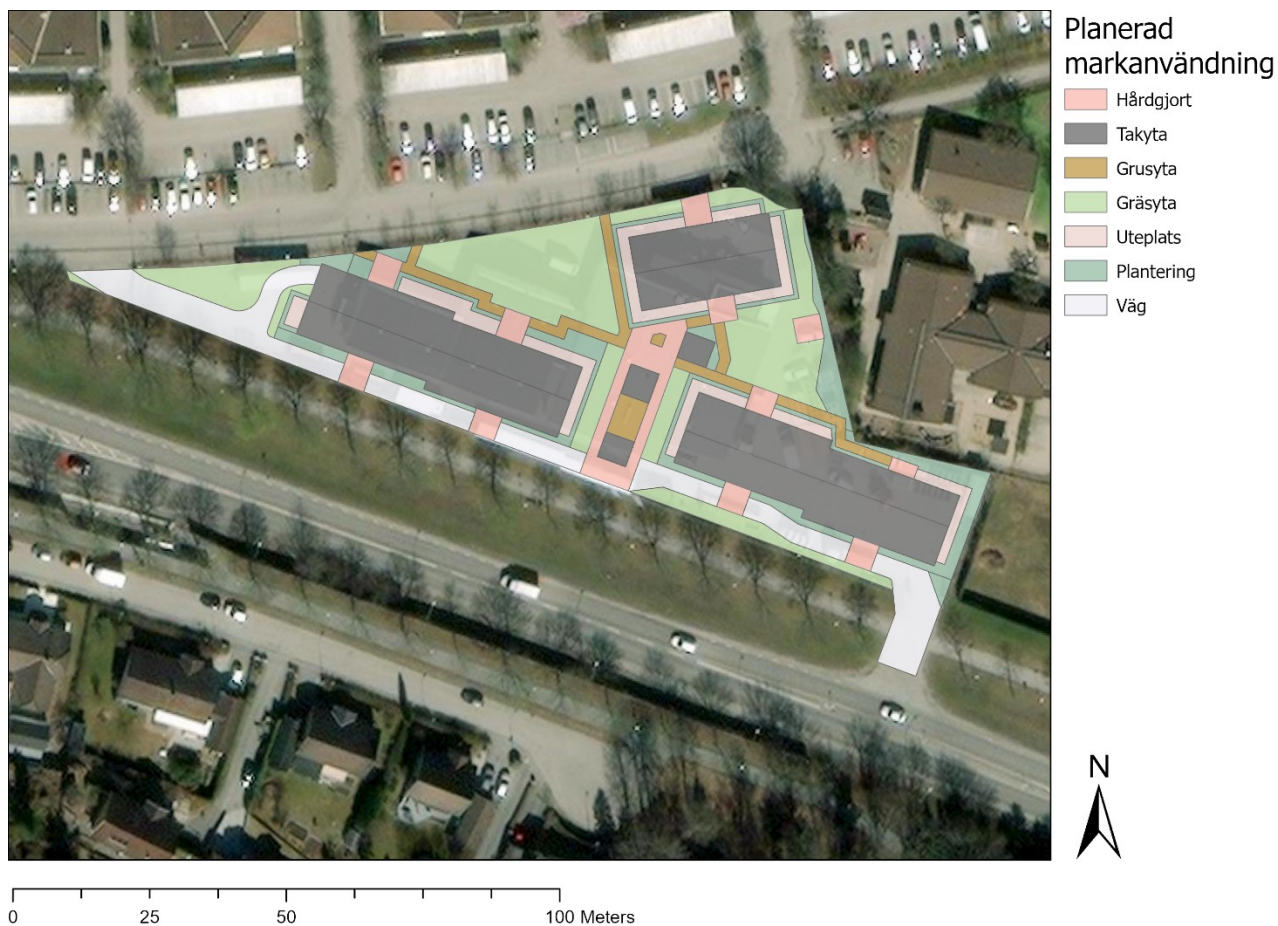 Planerad
markanvändning
Hårdgjort
Takyta
Grusyta
Gräsyta
Uteplats
Plantering
Väg
N
0 25 50 100 Meters